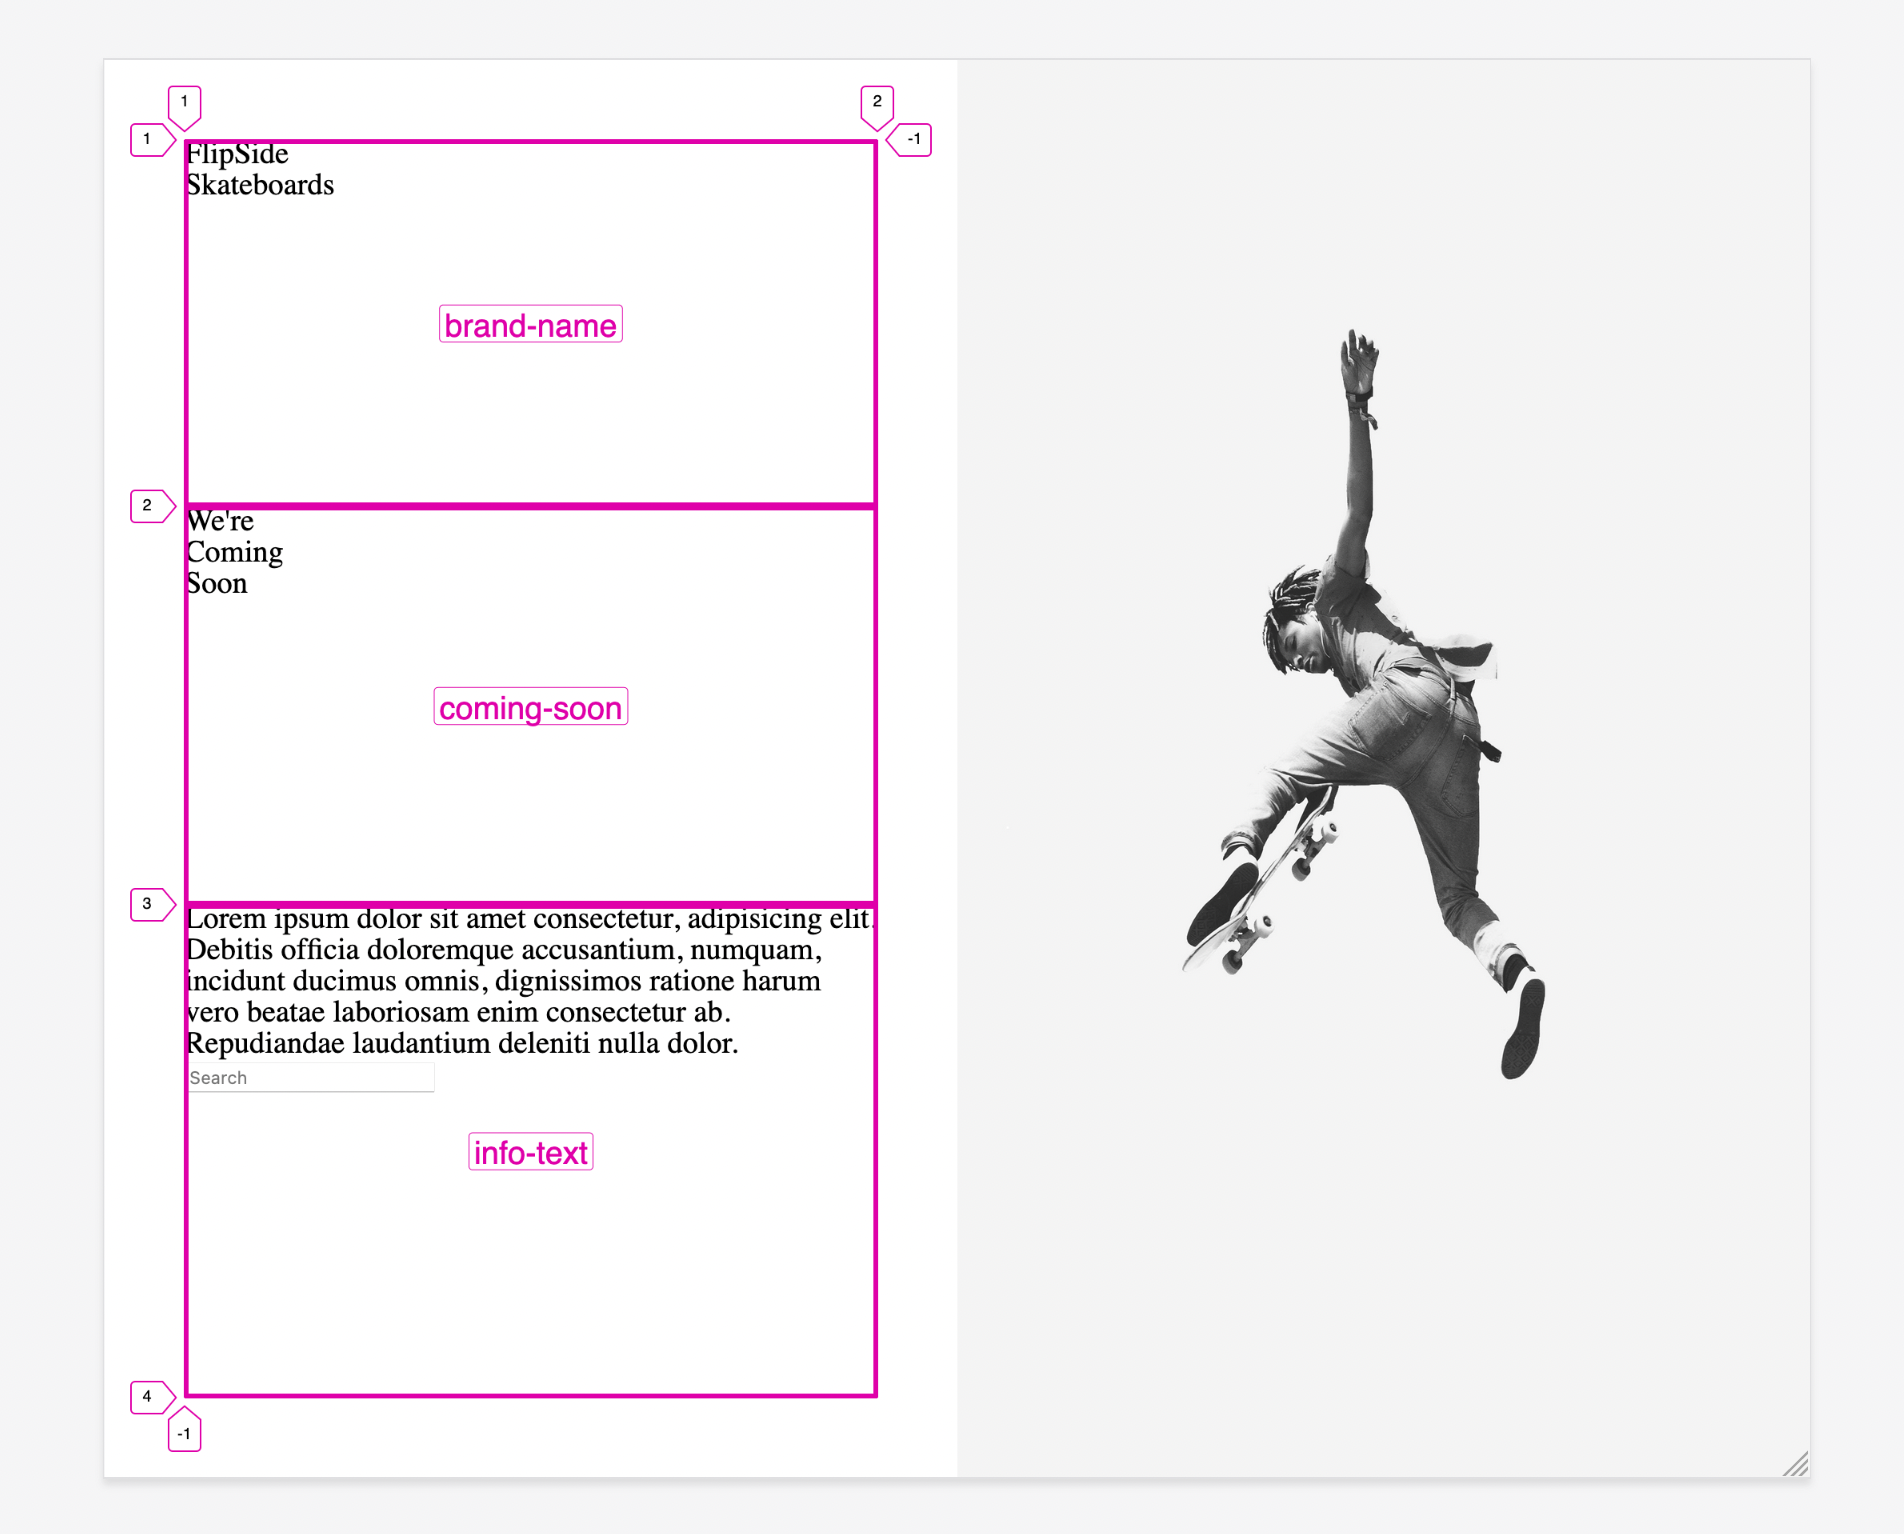 1
2
1
-1
FlipSide
Skateboards
brand-name
2
We're
Coming
Soon
coming-soon
3
Lorem ipsum dolor sit amet consectetur, adipisicing elit.
Debitis officia doloremque accusantium, numquam,
incidunt ducimus omnis, dignissimos ratione harum
vero beatae laboriosam enim consectetur ab.
Repudiandae laudantium deleniti nulla dolor.
Search
info-text
4
-1